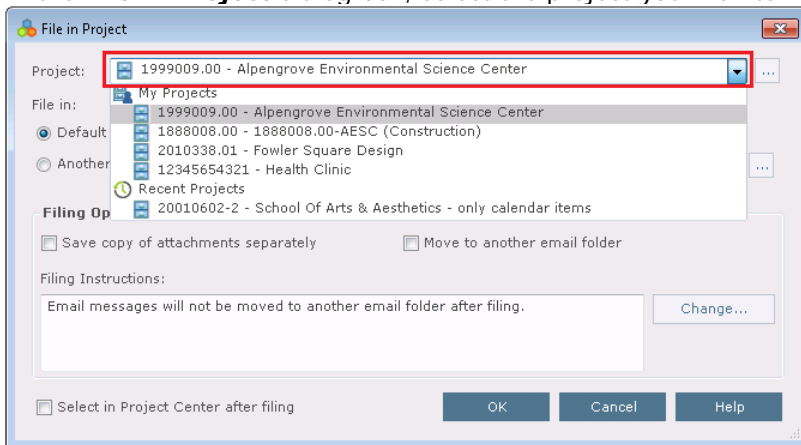 File in Project
Project:
1999009.00 - Alpengrove Environmental Science Center
...
My Projects
File in:
1999009.00 - Alpengrove Environmental Science Center
Default
1888008.00 - 1888008.00-AESC (Construction)
2010338.01 - Fowler Square Design
Another
12345654321 - Health Clinic
...
Recent Projects
Filing Op
20010602-2 - School Of Arts & Aesthetics - only calendar items
Save copy of attachments separately
Move to another email folder
Filing Instructions:
Email messages will not be moved to another email folder after filing.
Change...
Select in Project Center after filing
OK
Cancel
Help